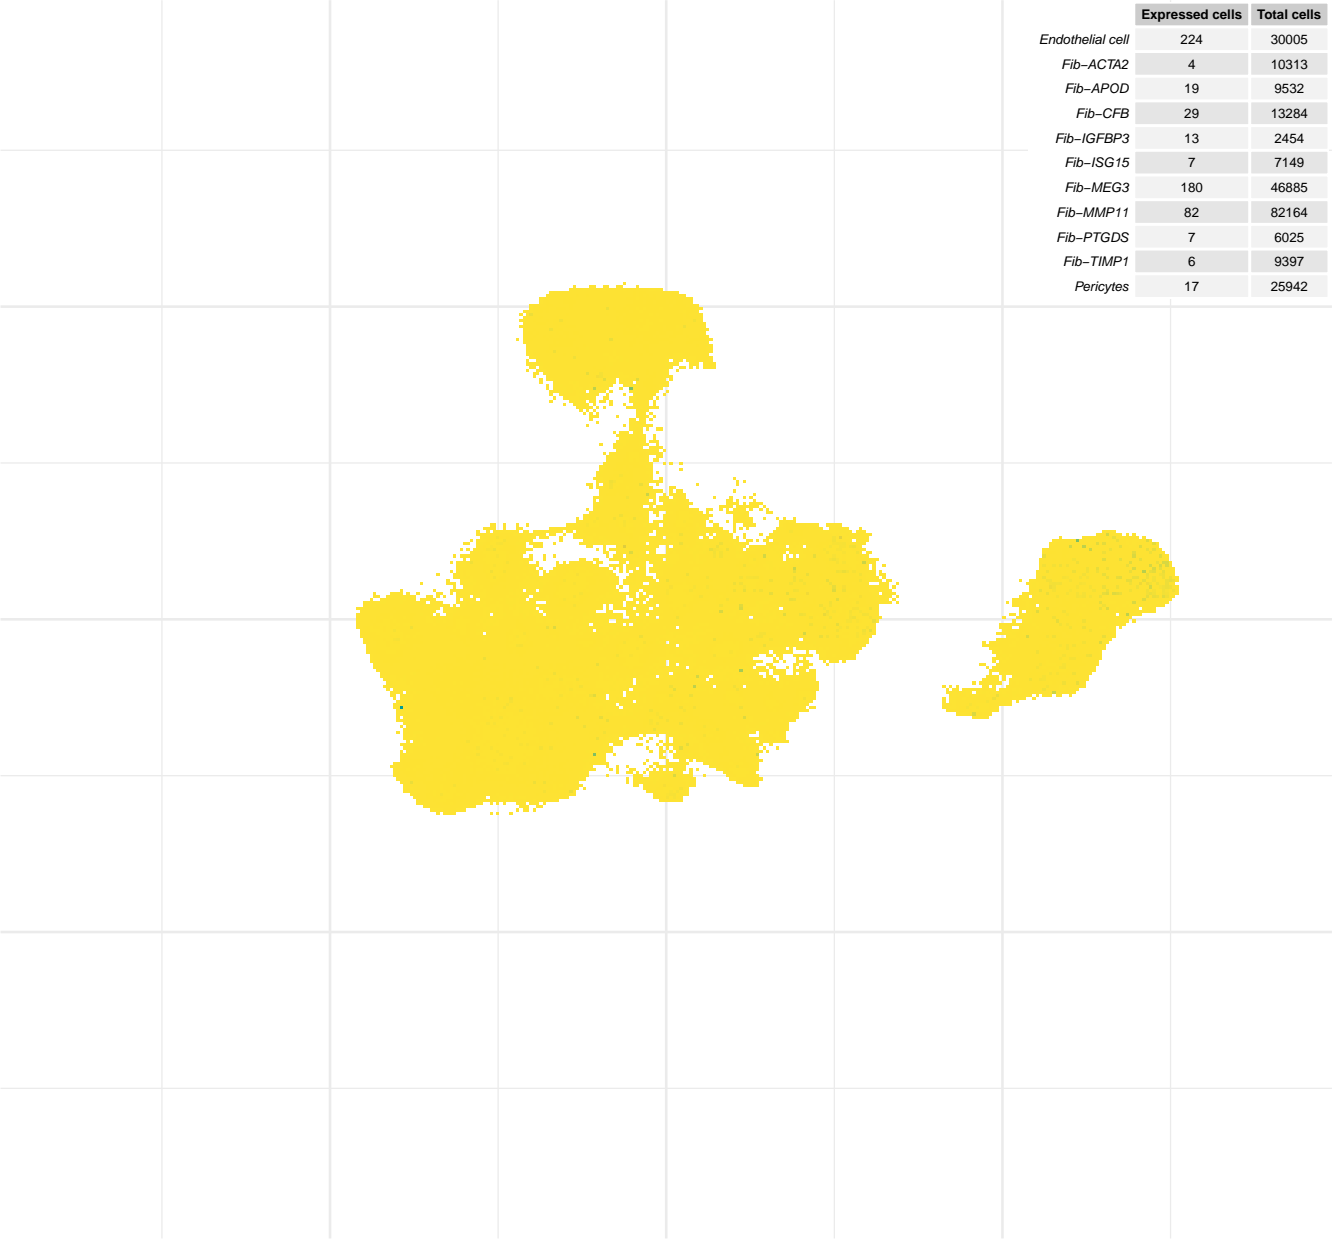 Expressed cells Total cells
Endothelial cell 224 30005
Fib−ACTA2 4 10313
Fib−APOD 19 9532
Fib−CFB 29 13284
Fib−IGFBP3 13 2454
Fib−ISG15 7 7149
Fib−MEG3 180 46885
Fib−MMP11 82 82164
Fib−PTGDS 7 6025
Fib−TIMP1 6 9397
Pericytes 17 25942